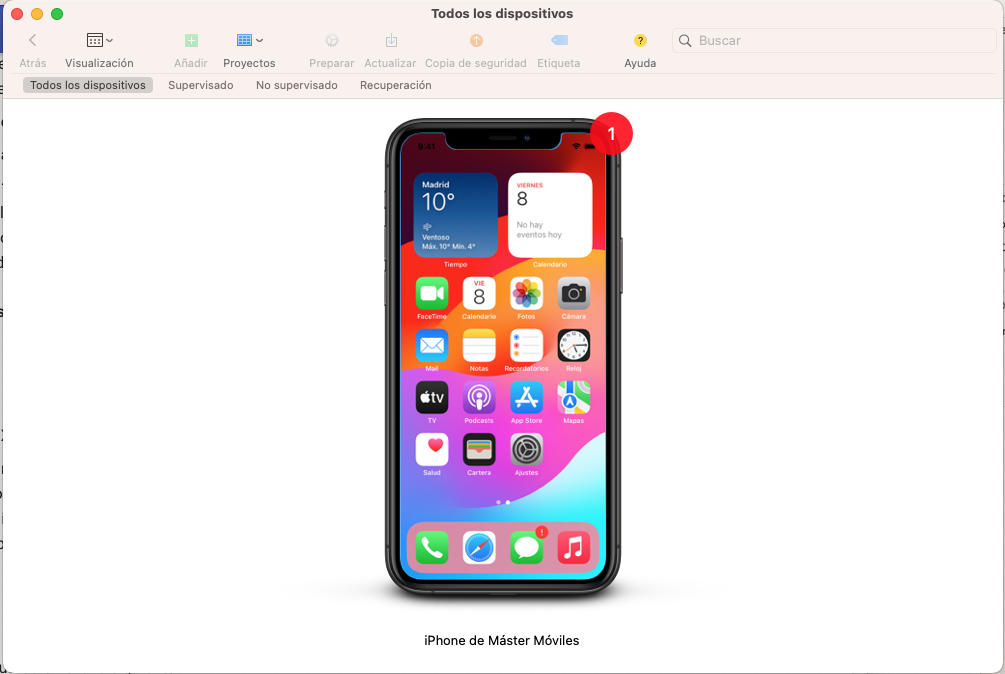 Todos los dispositivos
Atrás Visualización Añadir Proyectos Preparar Actualizar Copia de seguridad Etiqueta Ayuda Buscar
Todos los dispositivos Supervisado No supervisado Recuperación
1
9:41
Madrid
10°
Ventoso
Máx. 10° Mín. 4°
Tiempo
VIERNES
8
No hay
eventos hoy
Calendario
VIE
8
FaceTime Calendario Fotos Cámara
Mail Notas Recordatorios Reloj
tv
TV Podcasts App Store Mapas
Salud Cartera Ajustes
!
iPhone de Máster Móviles